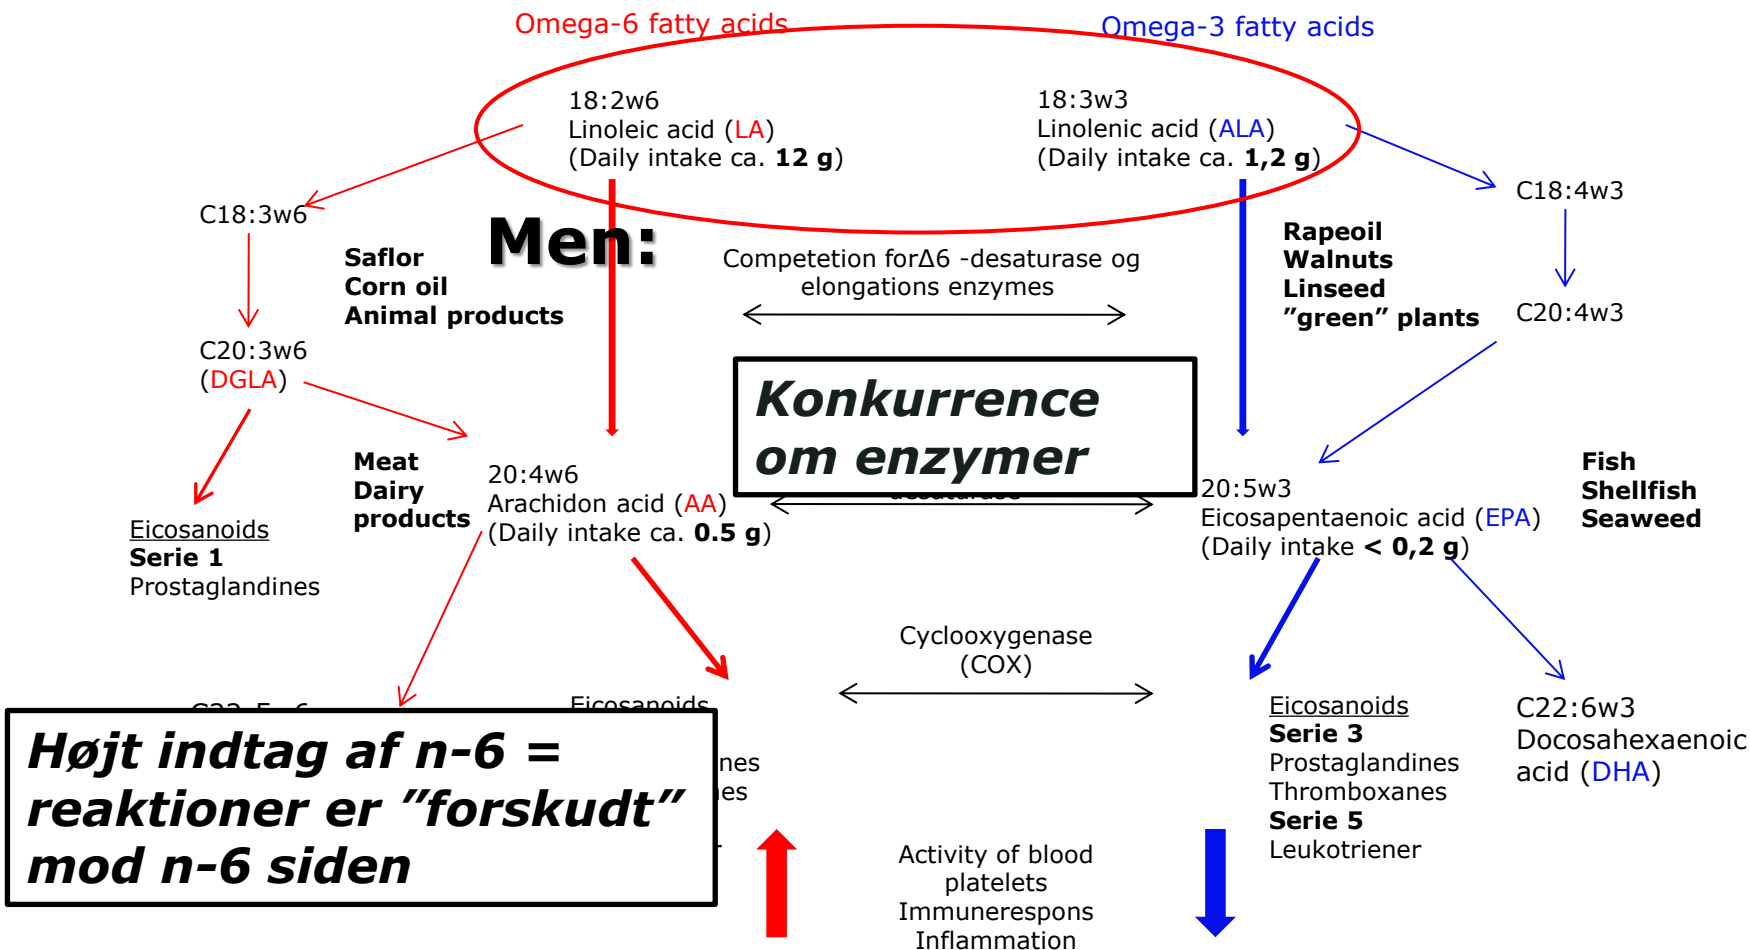 Omega-6 fatty acids
Omega-3 fatty acids
18:2w6
Linoleic acid (LA)
(Daily intake ca. 12 g)
18:3w3
Linolenic acid (ALA)
(Daily intake ca. 1,2 g)
C18:3w6
C18:4w3
Men:
Saflor
Corn oil
Animal products
Competetion forΔ6 -desaturase og
elongations enzymes
Rapeoil
Walnuts
Linseed
”green” plants
C20:4w3
C20:3w6
(DGLA)
Konkurrence
om enzymer
Meat
Dairy
products
20:4w6
Arachidon acid (AA)
(Daily intake ca. 0.5 g)
desaturase
20:5w3
Eicosapentaenoic acid (EPA)
(Daily intake < 0,2 g)
Fish
Shellfish
Seaweed
Eicosanoids
Serie 1
Prostaglandines
Cyclooxygenase
(COX)
Eicosanoids
nes
nes
r
Højt indtag af n-6 =
reaktioner er ”forskudt”
mod n-6 siden
Eicosanoids
Serie 3
Prostaglandines
Thromboxanes
Serie 5
Leukotriener
C22:6w3
Docosahexaenoic
acid (DHA)
Activity of blood
platelets
Immunerespons
Inflammation